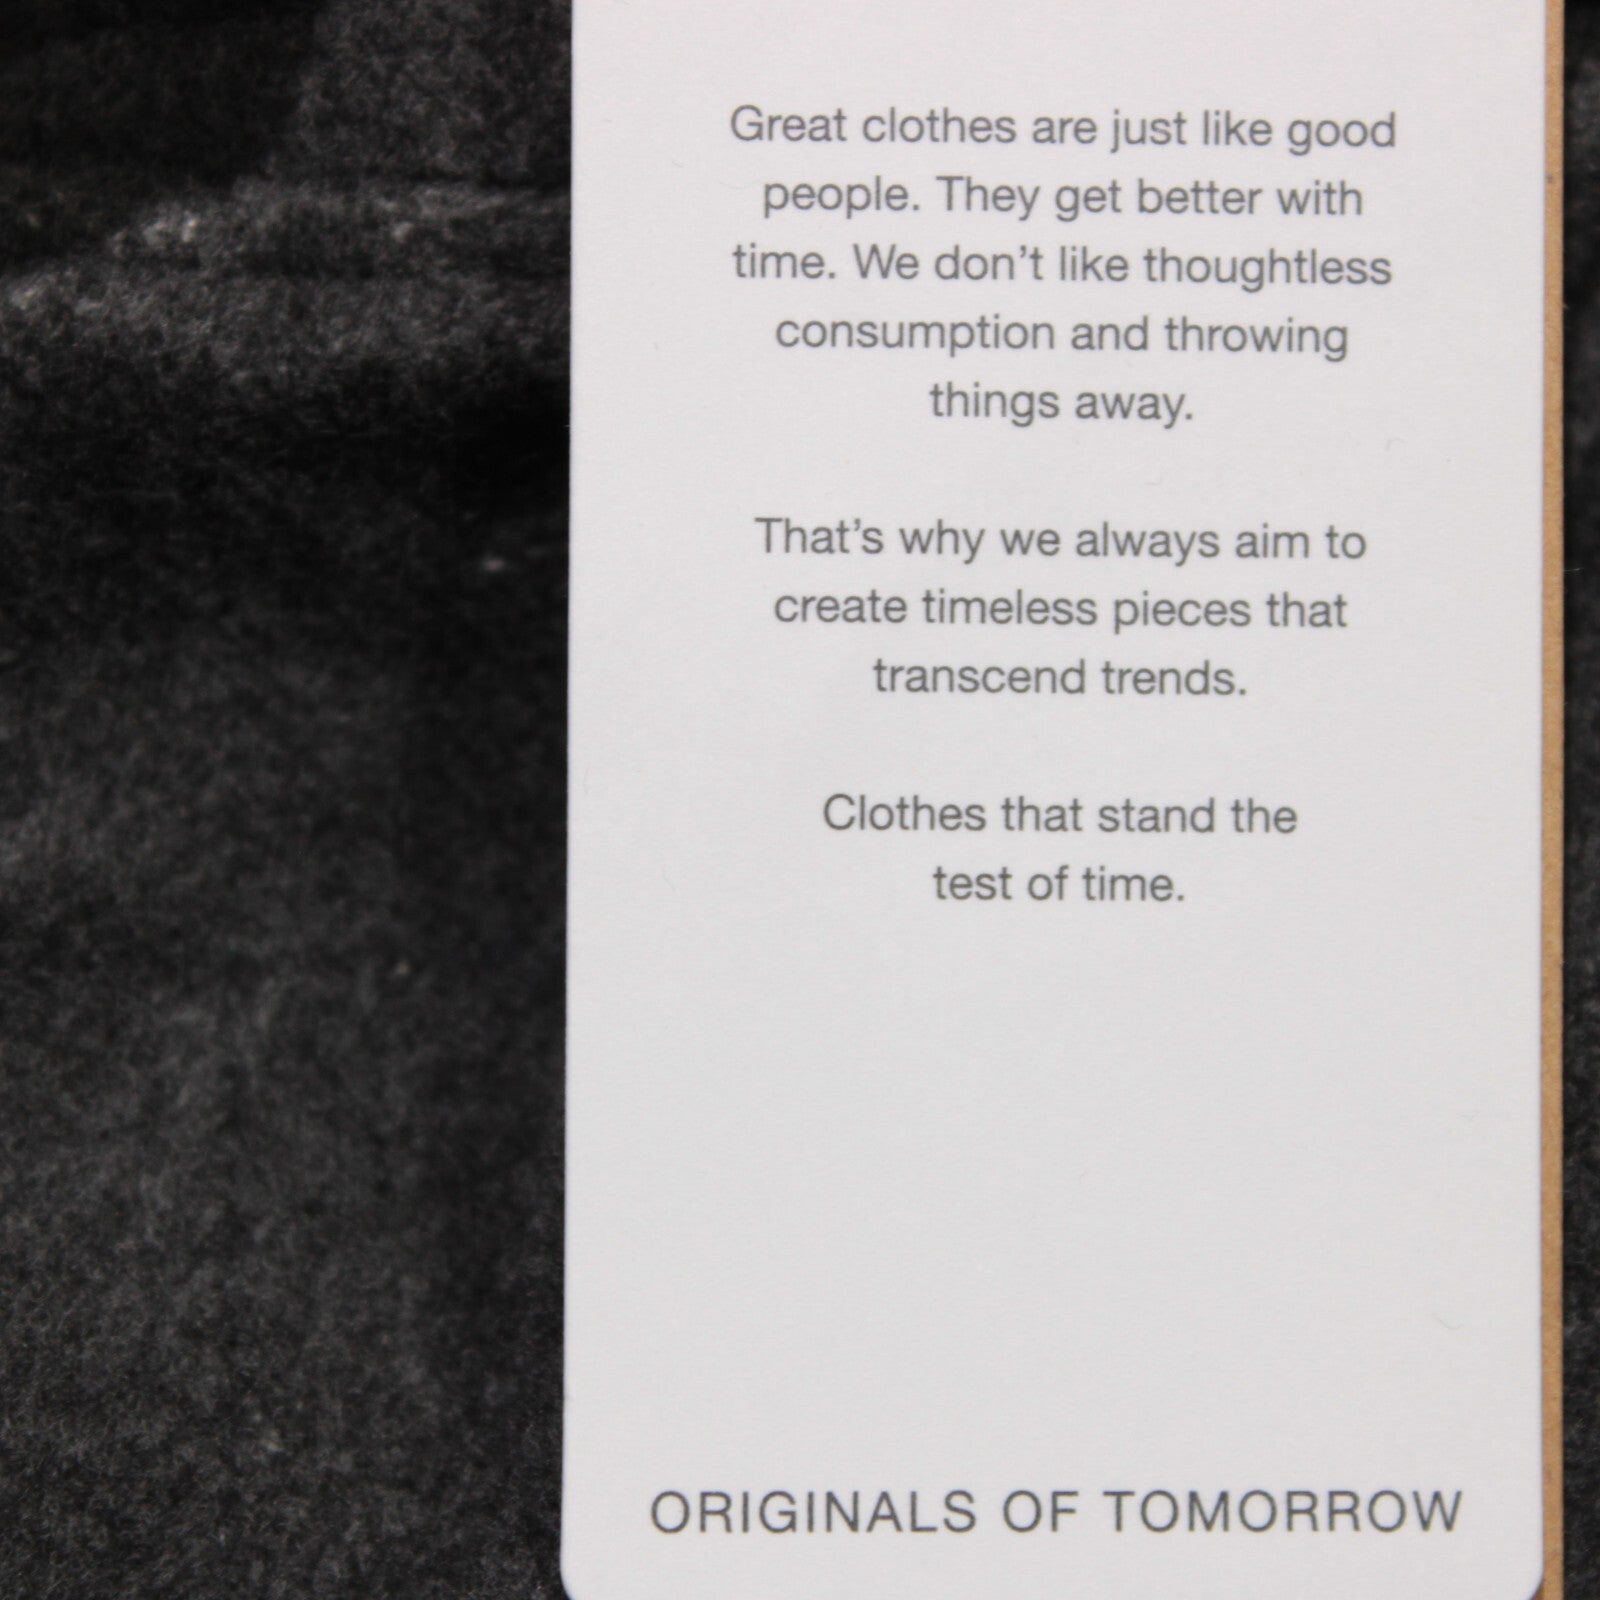 Great clothes are just like good
people. They get better with
time. We don’t like thoughtless
consumption and throwing
things away.
That’s why we always aim to
create timeless pieces that
transcend trends.
Clothes that stand the
test of time.
ORIGINALS OF TOMORROW